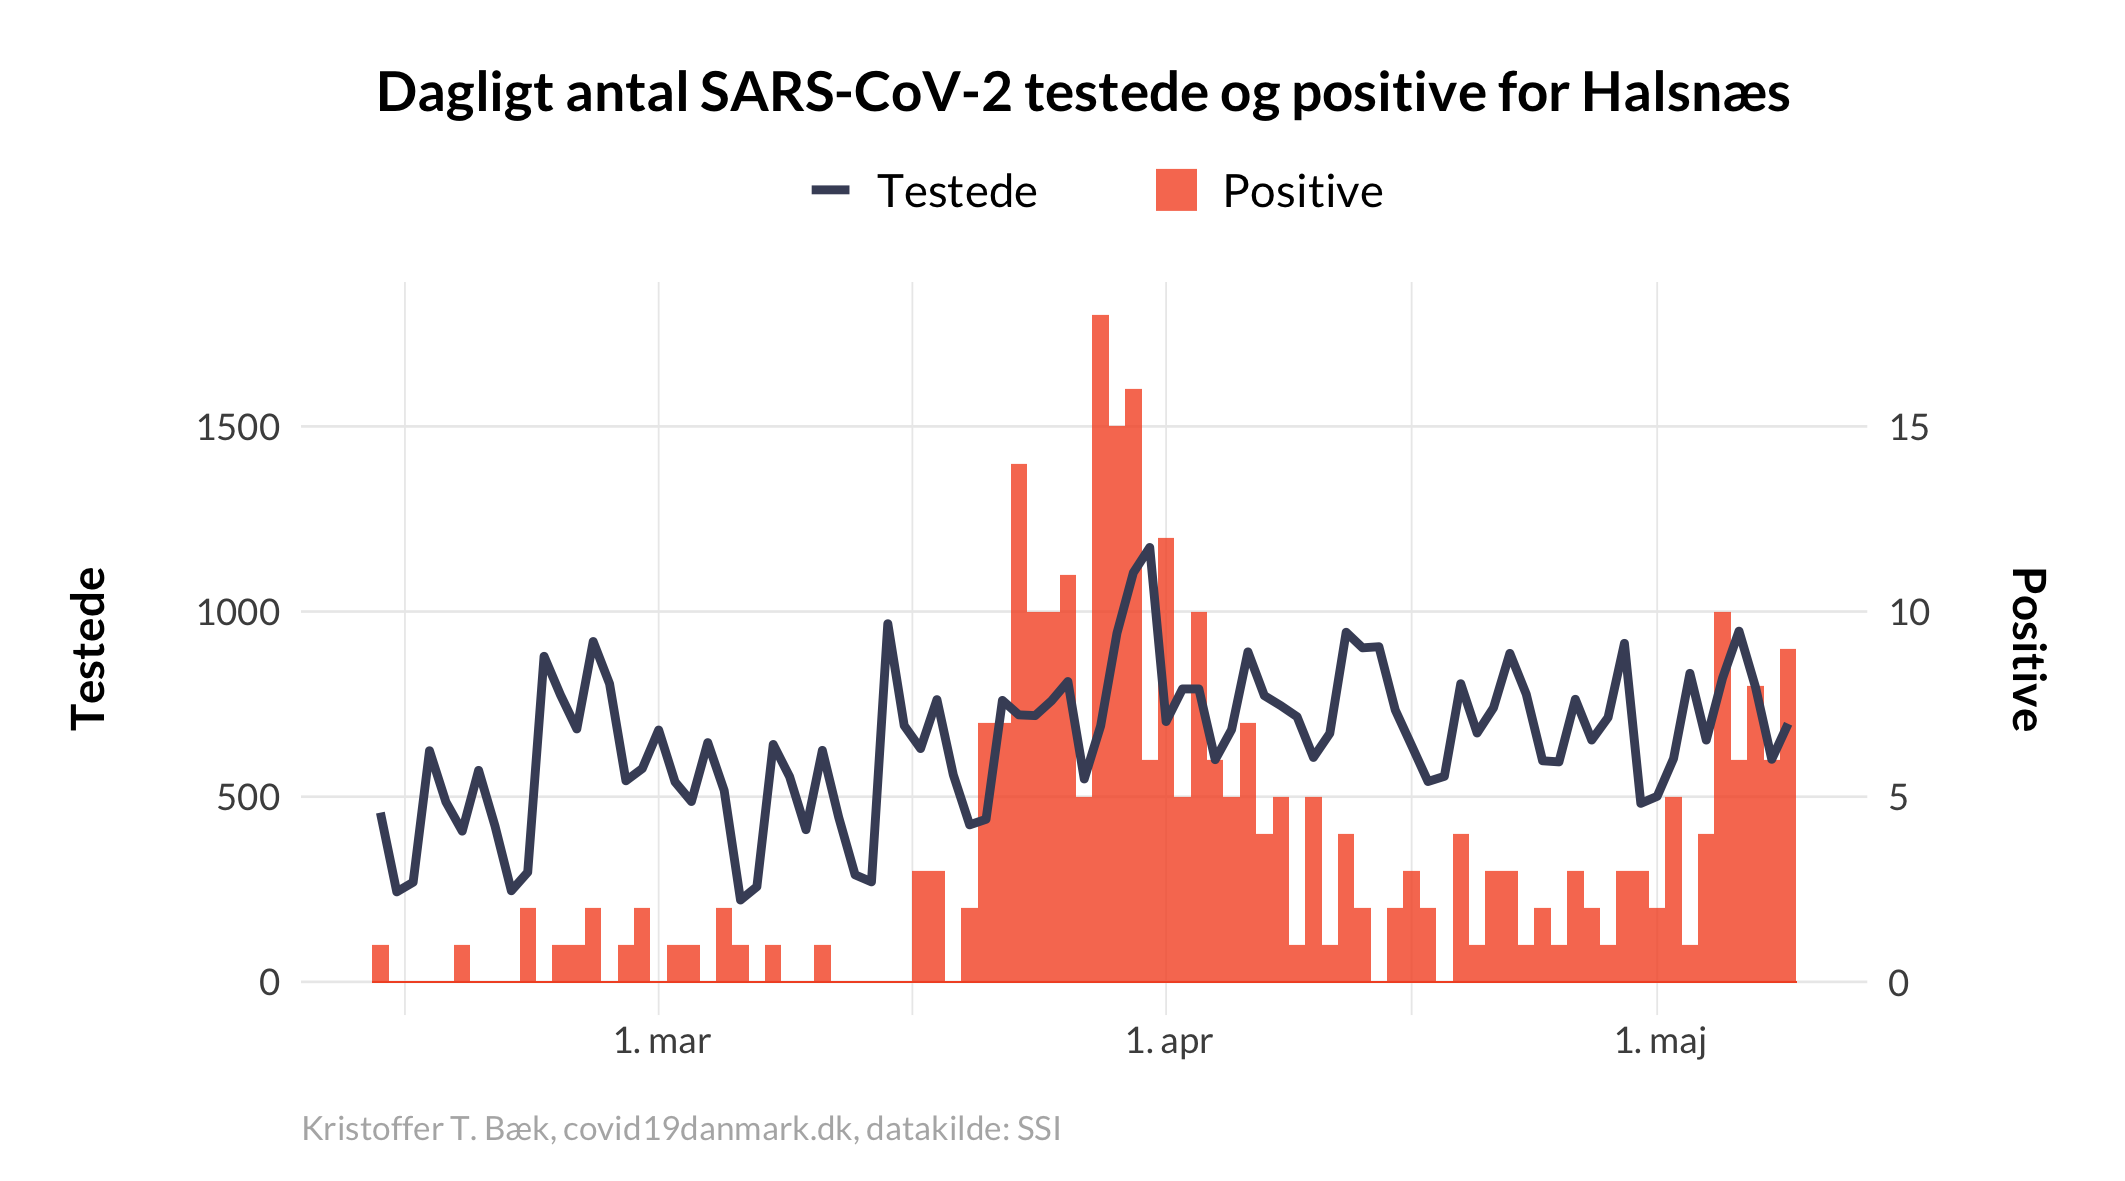 Dagligt antal SARS-CoV-2 testede og positive for Halsnæs
Testede
Positive
1500
1000
500
0
15
10
5
0
Testede
Positive
1. mar
1. apr
1. maj
Kristoffer T. Bæk, covid19danmark.dk, datakilde: SSI